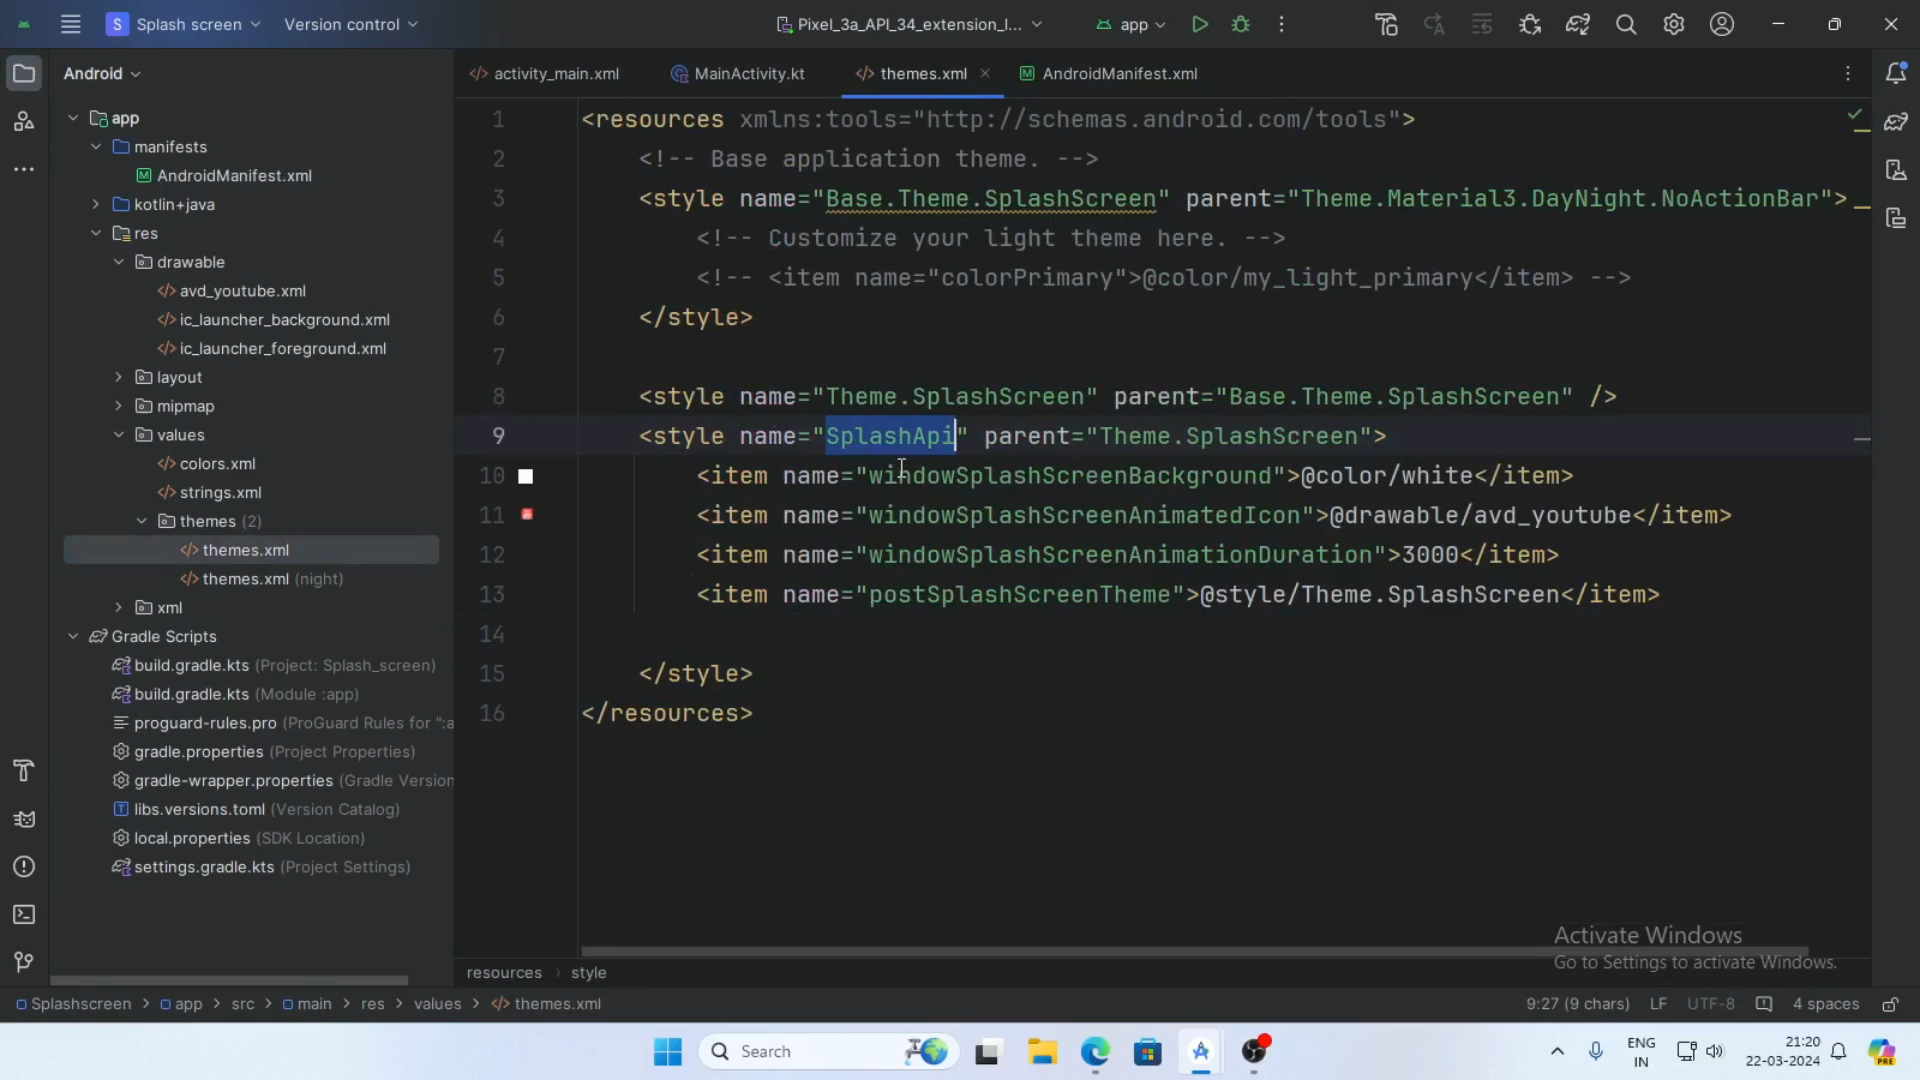 S Splash screen Version control Pixel_3a_API_34_extension_l... app
Android
activity_main.xml MainActivity.kt themes.xml AndroidManifest.xml
app
manifests
AndroidManifest.xml
kotlin+java
res
drawable
avd_youtube.xml
ic_launcher_background.xml
ic_launcher_foreground.xml
layout
mipmap
values
colors.xml
strings.xml
themes (2)
themes.xml
themes.xml (night)
xml
Gradle Scripts
build.gradle.kts (Project: Splash_screen)
build.gradle.kts (Module :app)
proguard-rules.pro (ProGuard Rules for ":a
gradle.properties (Project Properties)
gradle-wrapper.properties (Gradle Version
libs.versions.toml (Version Catalog)
local.properties (SDK Location)
settings.gradle.kts (Project Settings)
1 <resources xmlns:tools="http://schemas.android.com/tools">
2 <!-- Base application theme. -->
3 <style name="Base.Theme.SplashScreen" parent="Theme.Material3.DayNight.NoActionBar">
4 <!-- Customize your light theme here. -->
5 <!-- <item name="colorPrimary">@color/my_light_primary</item> -->
6 </style>
7
8 <style name="Theme.SplashScreen" parent="Base.Theme.SplashScreen" />
9 <style name="SplashApi" parent="Theme.SplashScreen">
10 <item name="windowSplashScreenBackground">@color/white</item>
11 <item name="windowSplashScreenAnimatedIcon">@drawable/avd_youtube</item>
12 <item name="windowSplashScreenAnimationDuration">3000</item>
13 <item name="postSplashScreenTheme">@style/Theme.SplashScreen</item>
14
15 </style>
16 </resources>
Activate Windows
Go to Settings to activate Windows.
resources › style
Splashscreen > app > src > main > res > values > themes.xml 9:27 (9 chars) LF UTF-8 4 spaces
Search
ENG
IN
21:20
22-03-2024
PRE